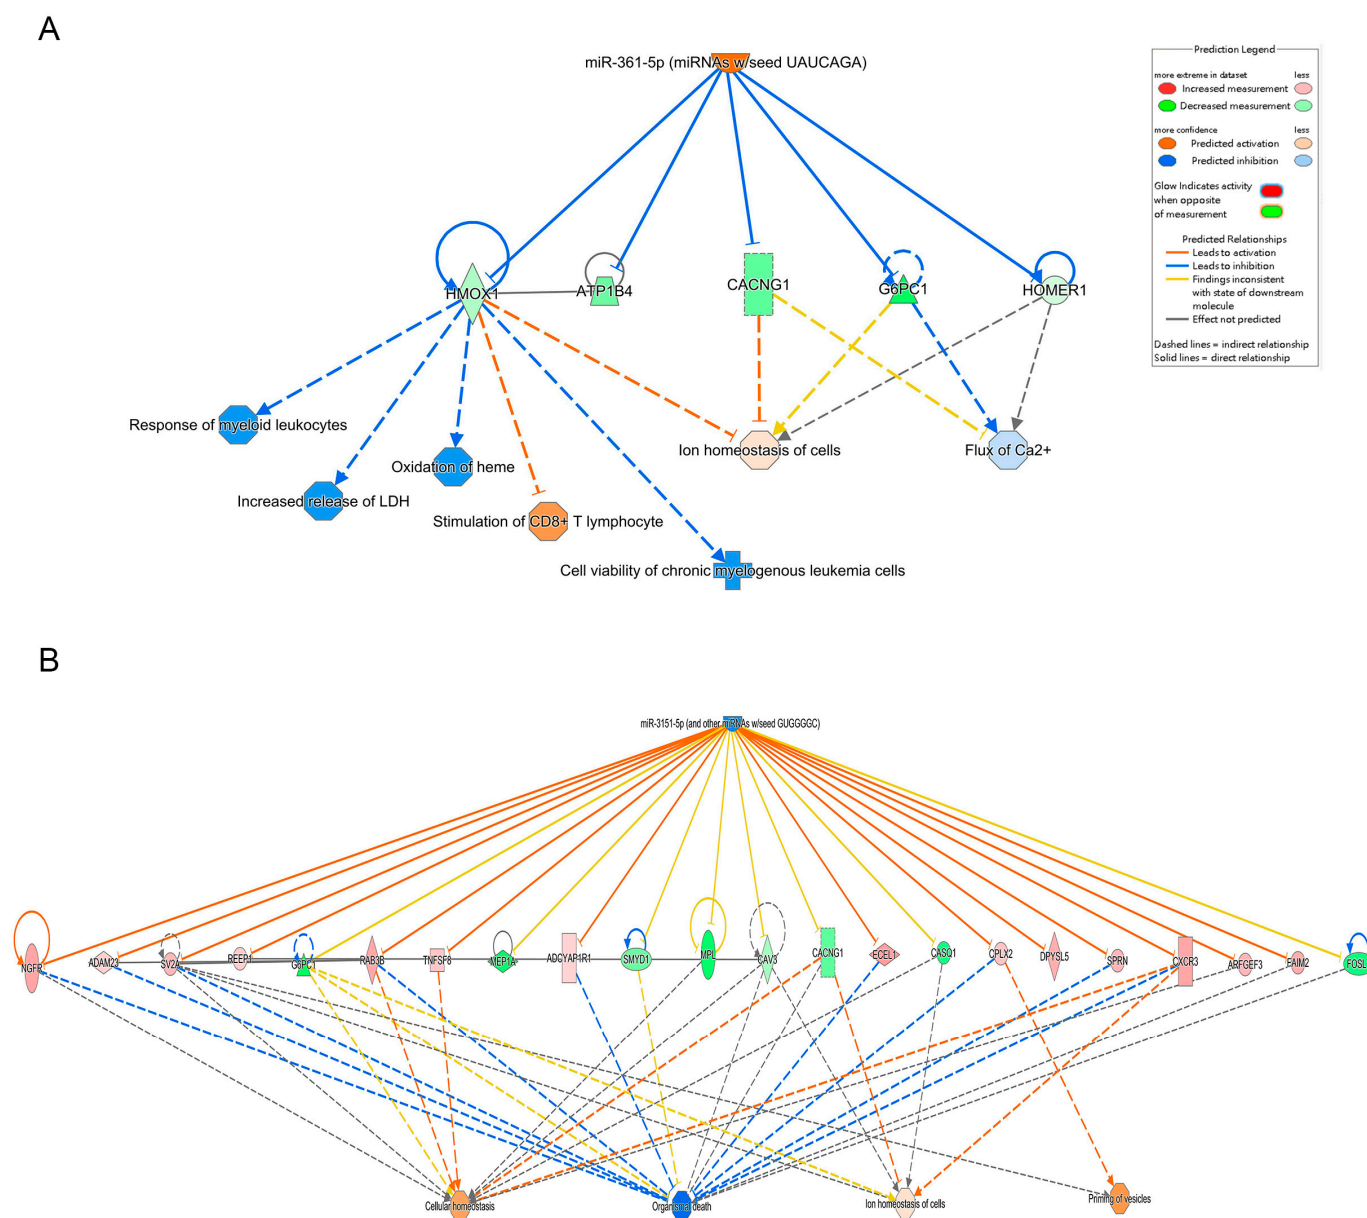 A
miR-361-5p (miRNAs w/seed UAUCAGA)
HMOX1
ATP1B4
CACNG1
G6PC1
HOMER1
Response of myeloid leukocytes
Oxidation of heme
Increased release of LDH
Stimulation of CD8+ T lymphocyte
Cell viability of chronic myelogenous leukemia cells
Ion homeostasis of cells
Flux of Ca2+
Prediction Legend
more extreme in dataset less
Increased measurement
Decreased measurement
more confidence less
Predicted activation
Predicted inhibition
Glow Indicates activity
when opposite
of measurement
Predicted Relationships
Leads to activation
Leads to inhibition
Findings inconsistent
with state of downstream
molecule
Effect not predicted
Dashed lines = indirect relationship
Solid lines = direct relationship
B
miR-3151-5p (and other miRNAs w/seed GUGGGGC)
NGFR
ADAM23
SV2A
REEP1
G6PC1
RAB3B
TNFSF8
MEP1A
ADCYAP1R1
SMYD1
MPL
CAV3
CACNG1
ECEL1
CASQ1
CPLX2
DPYSL5
SPRN
CXCR3
ARFGEF3
FAIM2
FOSL
Cellular homeostasis
Organismal death
Ion homeostasis of cells
Priming of vesicles